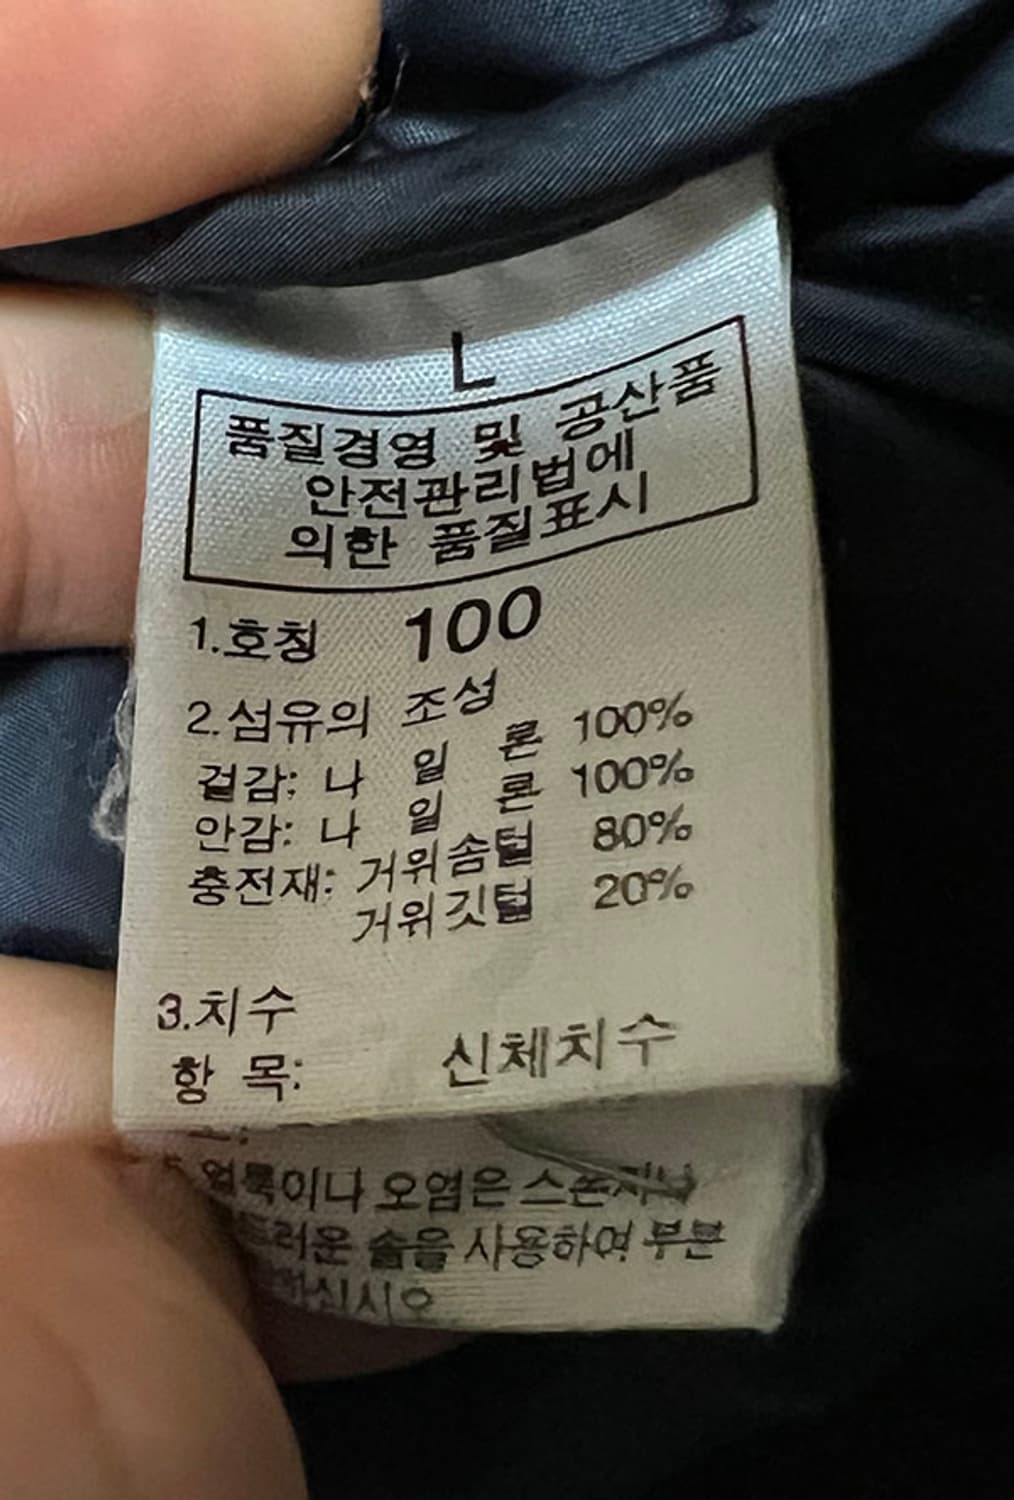 L
품질경영 및 공산품
안전관리법에
의한 품질표시
1.호칭 100
2.섬유의 조성
겉감: 나 일 론 100%
안감: 나 일 론 100%
충전재: 거위솜털 80%
거위깃털 20%
3.치수
항 목: 신체치수
얼룩이나 오염은 스폰지나
드러운 솔을 사용하여 부분
하십시오